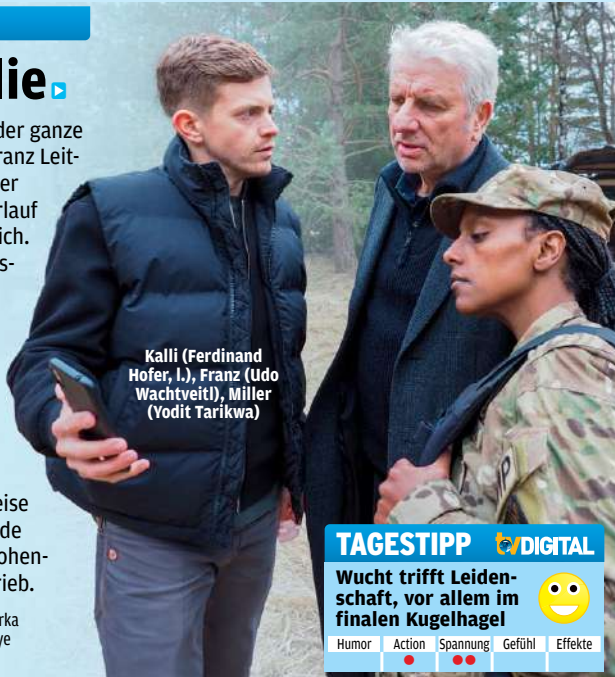 lie
der ganze
ranz Leit-
er
rlauf
ich.
s-
Kalli (Ferdinand
Hofer, l.), Franz (Udo
Wachtveitl), Miller
(Yodit Tarikwa)
eise
de
ohen-
rieb.
rka
ye
TAGESTIPP tv DIGITAL
Wucht trifft Leiden-
schaft, vor allem im
finalen Kugelhagel
Humor Action Spannung Gefühl Effekte